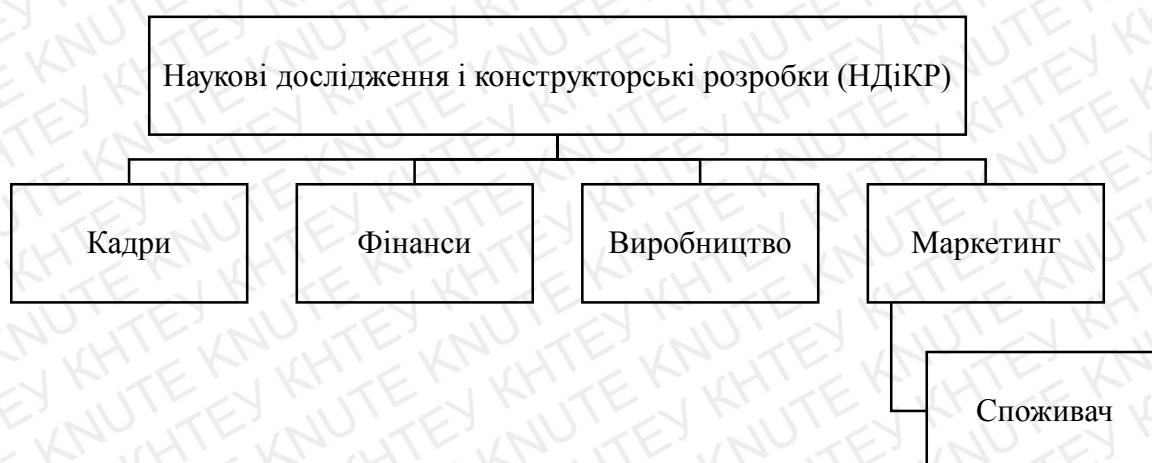 Наукові дослідження і конструкторські розробки (НДіКР)
Кадри
Фінанси
Виробництво
Маркетинг
Споживач